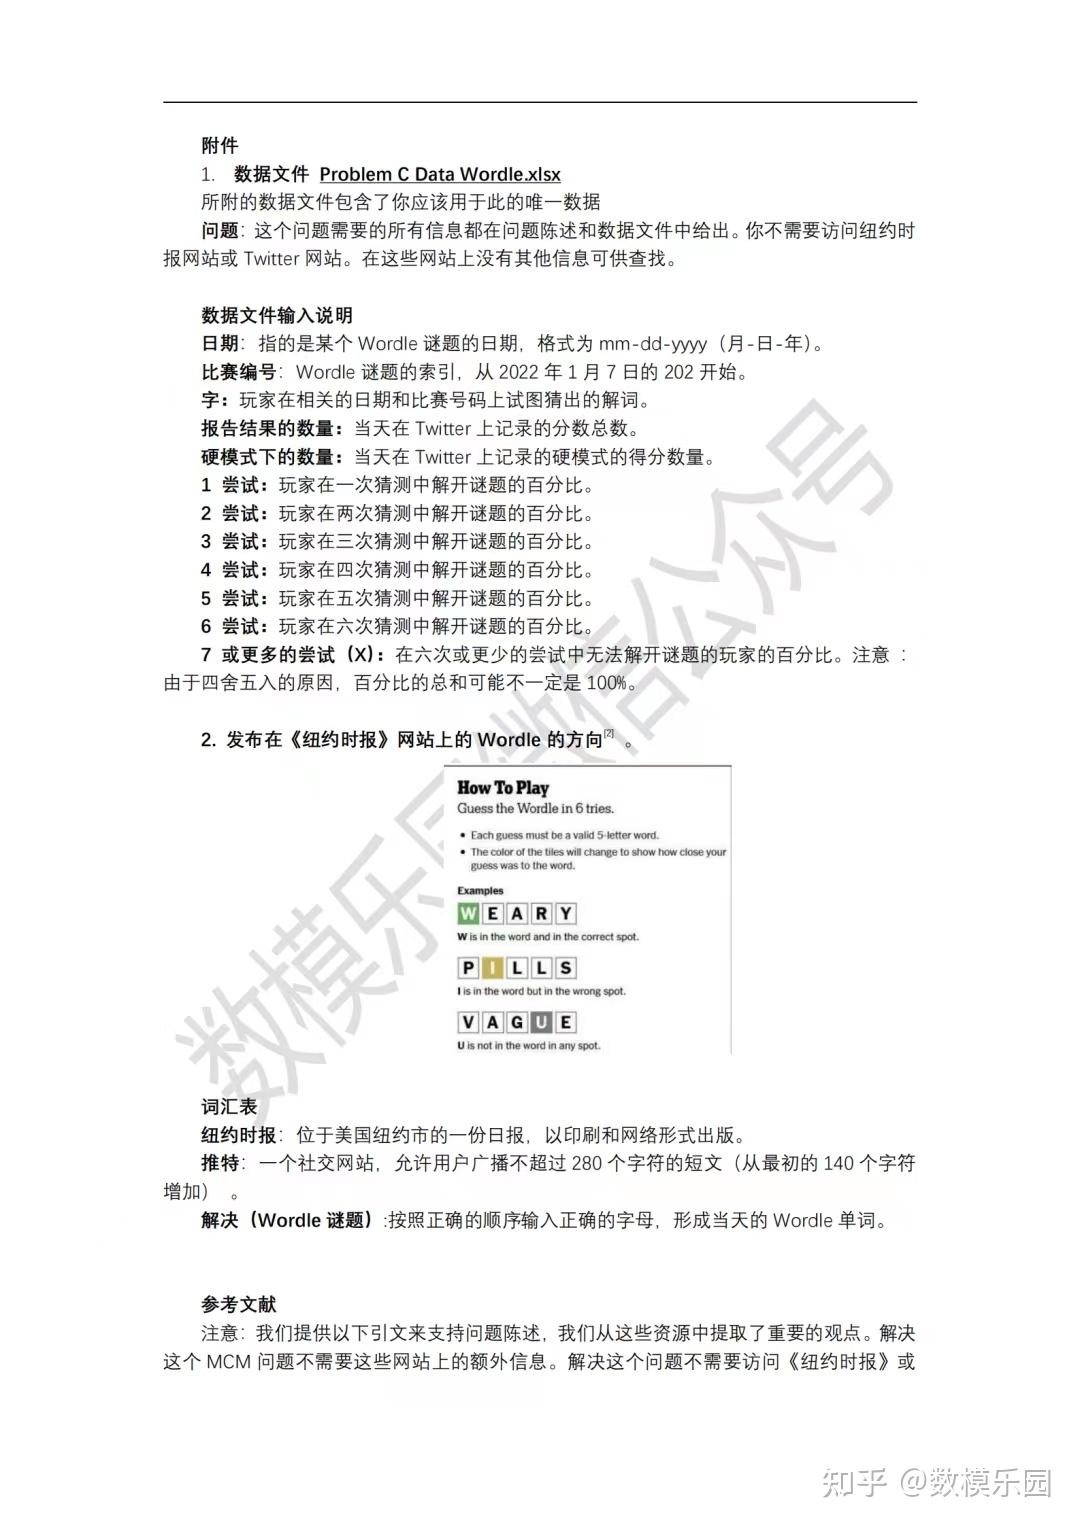 附件
1. 数据文件 Problem C Data Wordle.xlsx
所附的数据文件包含了你应该用于此的唯一数据
问题：这个问题需要的所有信息都在问题陈述和数据文件中给出。你不需要访问纽约时
报网站或 Twitter 网站。在这些网站上没有其他信息可供查找。
数据文件输入说明
日期：指的是某个 Wordle 谜题的日期，格式为 mm-dd-yyyy（月-日-年）。
比赛编号：Wordle 谜题的索引，从 2022 年 1 月 7 日的 202 开始。
字：玩家在相关的日期和比赛号码上试图猜出的解词。
报告结果的数量：当天在 Twitter 上记录的分数总数。
硬模式下的数量：当天在 Twitter 上记录的硬模式的得分数量。
1 尝试：玩家在一次猜测中解开谜题的百分比。
2 尝试：玩家在两次猜测中解开谜题的百分比。
3 尝试：玩家在三次猜测中解开谜题的百分比。
4 尝试：玩家在四次猜测中解开谜题的百分比。
5 尝试：玩家在五次猜测中解开谜题的百分比。
6 尝试：玩家在六次猜测中解开谜题的百分比。
7 或更多的尝试（X）：在六次或更少的尝试中无法解开谜题的玩家的百分比。注意 ：
由于四舍五入的原因，百分比的总和可能不一定是 100%。
2. 发布在《纽约时报》网站上的 Wordle 的方向[2] 。
How To Play
Guess the Wordle in 6 tries.
• Each guess must be a valid 5-letter word.
• The color of the tiles will change to show how close your
guess was to the word.
Examples
W E A R Y
W is in the word and in the correct spot.
P I L L S
I is in the word but in the wrong spot.
V A G U E
U is not in the word in any spot.
词汇表
纽约时报：位于美国纽约市的一份日报，以印刷和网络形式出版。
推特：一个社交网站，允许用户广播不超过 280 个字符的短文（从最初的 140 个字符
增加） 。
解决（Wordle 谜题）:按照正确的顺序输入正确的字母，形成当天的 Wordle 单词。
参考文献
注意：我们提供以下引文来支持问题陈述，我们从这些资源中提取了重要的观点。解决
这个 MCM 问题不需要这些网站上的额外信息。解决这个问题不需要访问《纽约时报》或
数模乐园微信公众号
知乎 @数模乐园